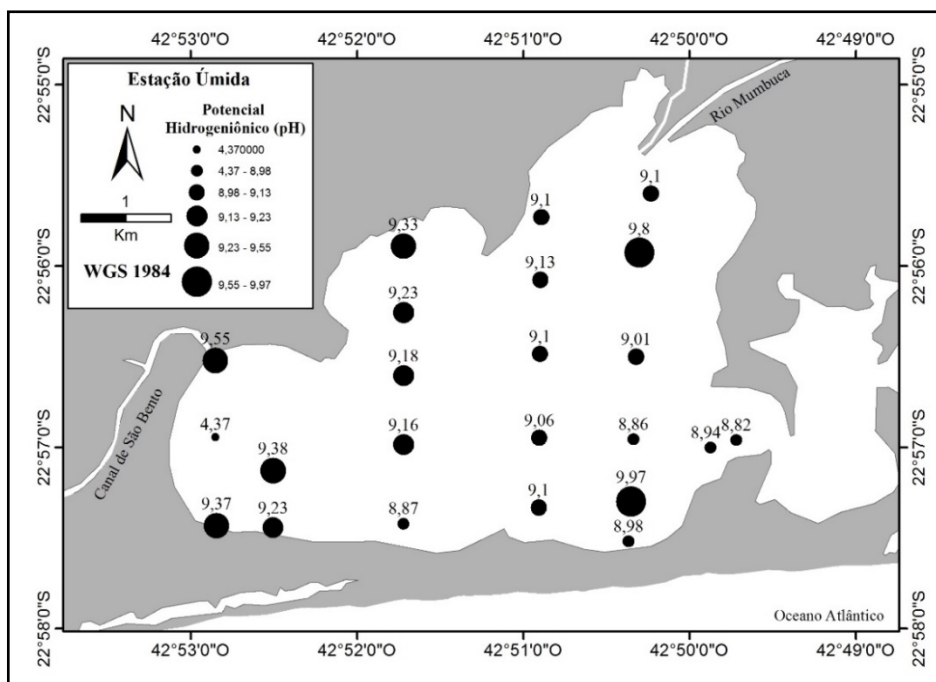 42°53'0"O 42°52'0"O 42°51'0"O 42°50'0"O 42°49'0"O
22°55'0"S
22°56'0"S
22°57'0"S
22°58'0"S
Estação Úmida
N
1
Km
WGS 1984
Potencial
Hidrogeniônico (pH)
4,370000
4,37 - 8,98
8,98 - 9,13
9,13 - 9,23
9,23 - 9,55
9,55 - 9,97
Rio Mumbuca
9,1
9,1
9,33
9,8
9,13
9,23
9,55
9,18
9,1
9,01
Canal de São Bento
4,37
9,16
9,06
8,86
8,94
8,82
9,38
9,37
9,23
8,87
9,1
9,97
8,98
Oceano Atlântico
22°55'0"S
22°56'0"S
22°57'0"S
22°58'0"S
42°53'0"O 42°52'0"O 42°51'0"O 42°50'0"O 42°49'0"O